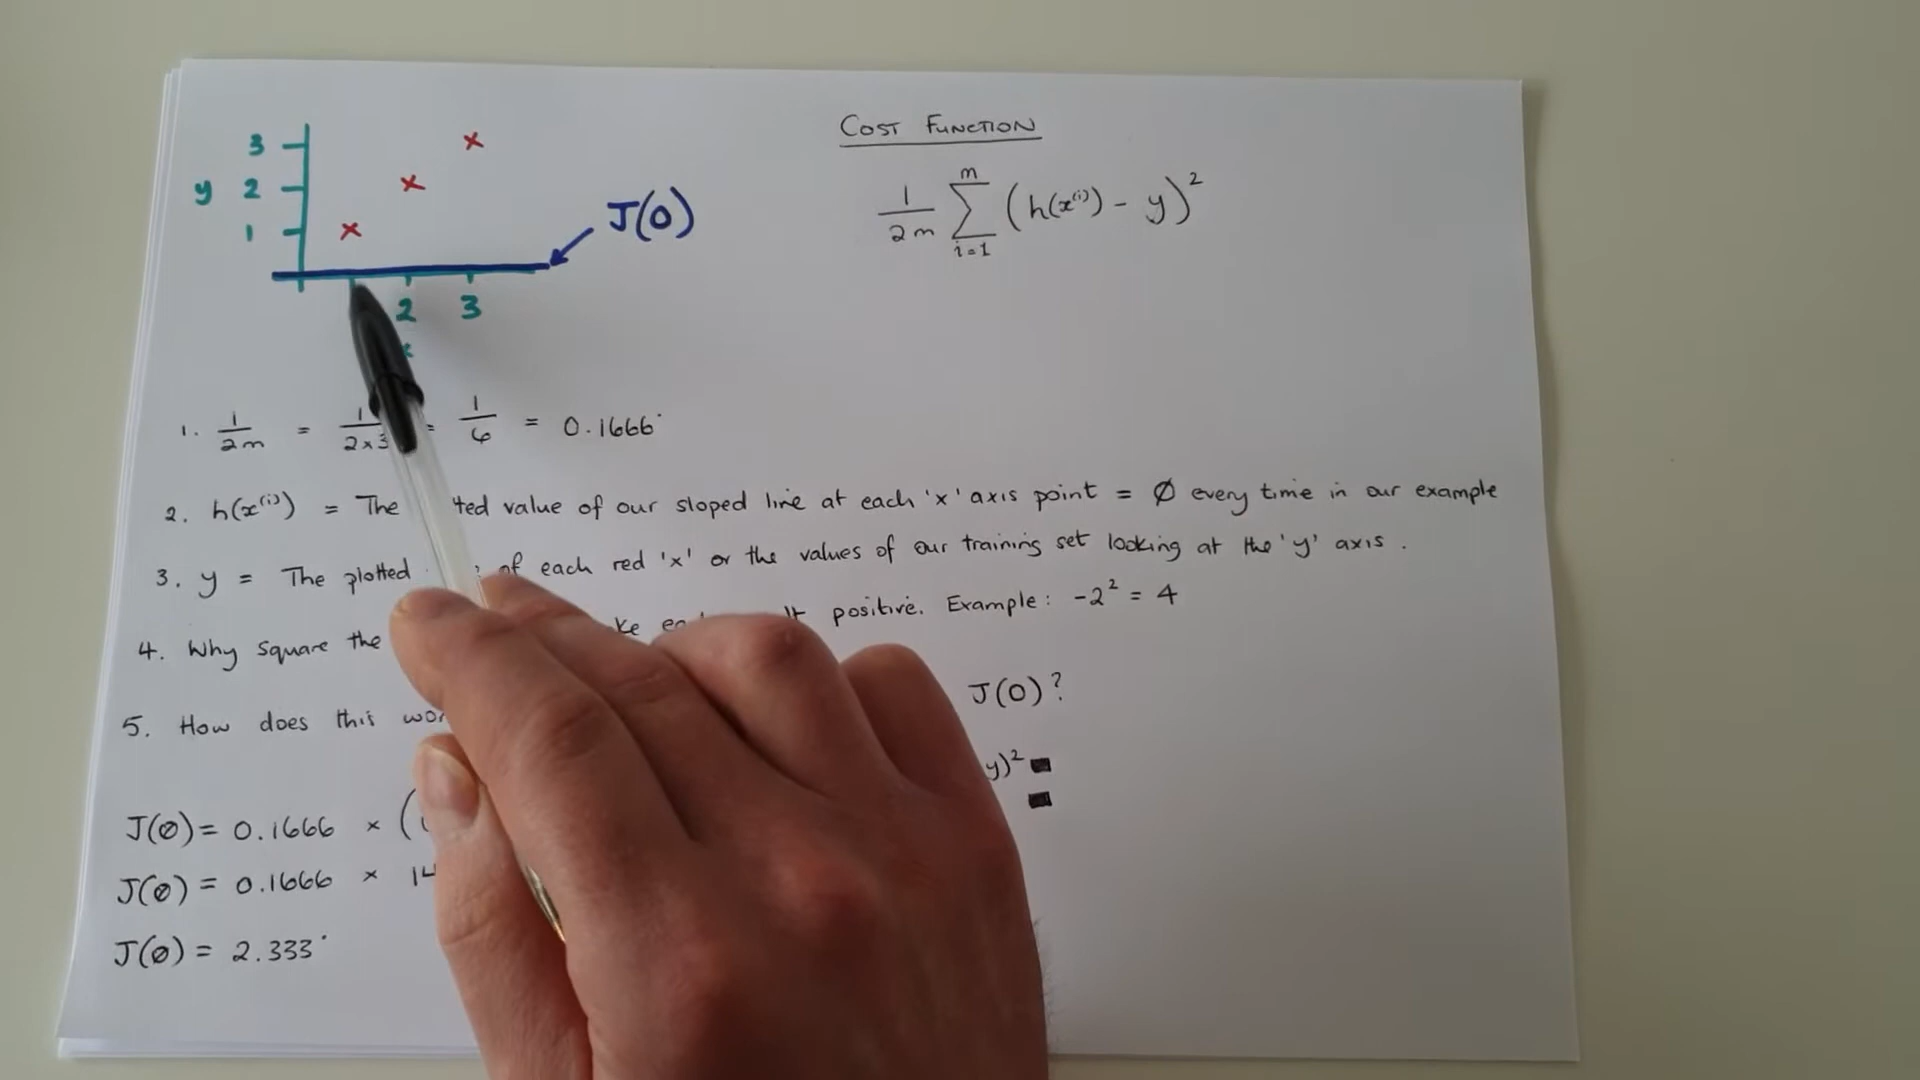 3
y 2
1
J(0)
2 3
COST FUNCTION
1/2m m Σ i=1 (h(x⁽ⁱ⁾) - y)²
1. 1/2m = 1/2x3 = 1/6 = 0.1666˙
2. h(x⁽ⁱ⁾) = The value of our sloped line at each 'x' axis point = Ø every time in our example
3. y = The plotted of each red 'x' or the values of our training set looking at the 'y' axis.
4. Why square the positive. Example: -2² = 4
5. How does this J(0)?
y)²
J(Ø) = 0.1666 × (
J(Ø) = 0.1666 × 14
J(Ø) = 2.333˙